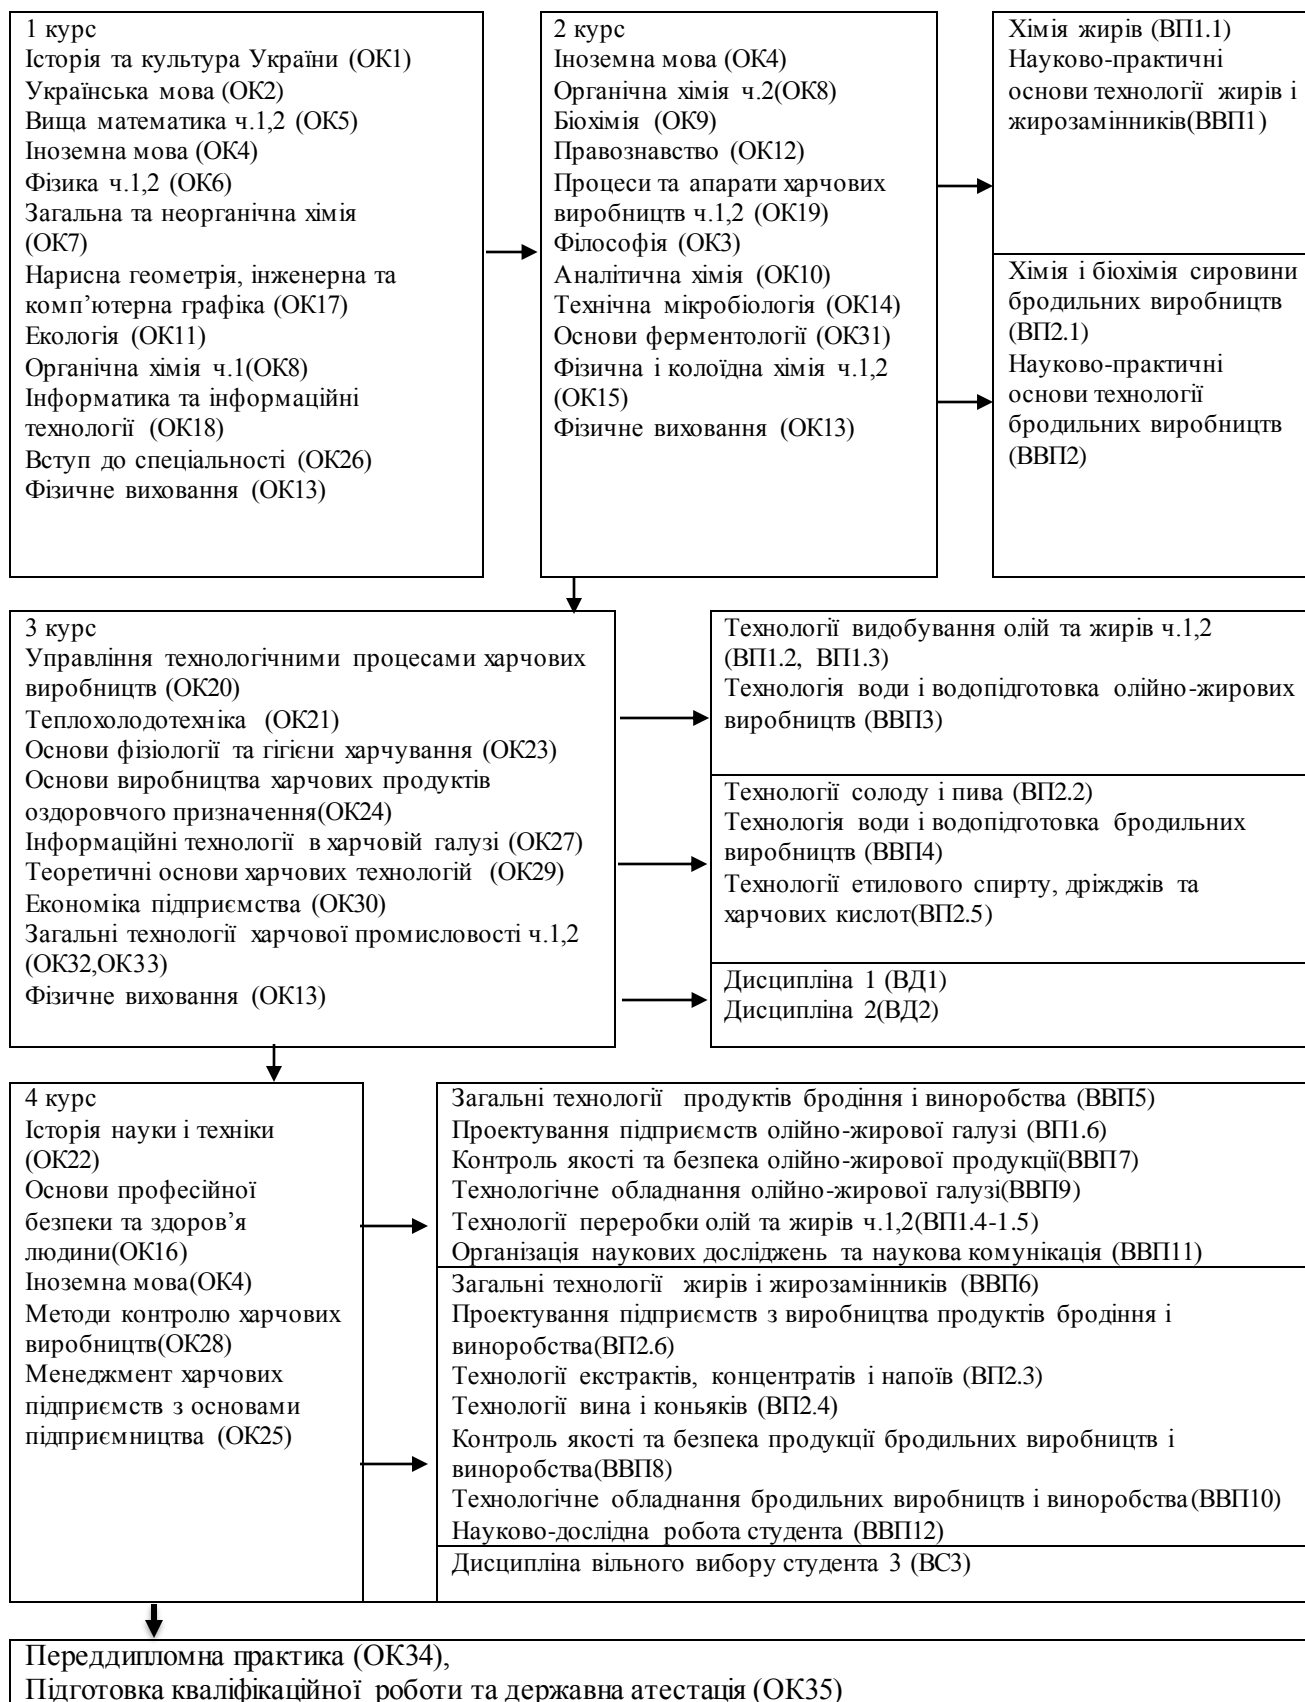 1 курс
Історія та культура України (ОК1)
Українська мова (ОК2)
Вища математика ч.1,2 (ОК5)
Іноземна мова (ОК4)
Фізика ч.1,2 (ОК6)
Загальна та неорганічна хімія
(ОК7)
Нарисна геометрія, інженерна та
комп’ютерна графіка (ОК17)
Екологія (ОК11)
Органічна хімія ч.1(ОК8)
Інформатика та інформаційні
технології (ОК18)
Вступ до спеціальності (ОК26)
Фізичне виховання (ОК13)
2 курс
Іноземна мова (ОК4)
Органічна хімія ч.2(ОК8)
Біохімія (ОК9)
Правознавство (ОК12)
Процеси та апарати харчових
виробництв ч.1,2 (ОК19)
Філософія (ОК3)
Аналітична хімія (ОК10)
Технічна мікробіологія (ОК14)
Основи ферментології (ОК31)
Фізична і колоїдна хімія ч.1,2
(ОК15)
Фізичне виховання (ОК13)
Хімія жирів (ВП1.1)
Науково-практичні
основи технології жирів і
жирозамінників(ВВП1)
Хімія і біохімія сировини
бродильних виробництв
(ВП2.1)
Науково-практичні
основи технології
бродильних виробництв
(ВВП2)
3 курс
Управління технологічними процесами харчових
виробництв (ОК20)
Теплохолодотехніка (ОК21)
Основи фізіології та гігієни харчування (ОК23)
Основи виробництва харчових продуктів
оздоровчого призначення(ОК24)
Інформаційні технології в харчовій галузі (ОК27)
Теоретичні основи харчових технологій (ОК29)
Економіка підприємства (ОК30)
Загальні технології харчової промисловості ч.1,2
(ОК32,ОК33)
Фізичне виховання (ОК13)
Технології видобування олій та жирів ч.1,2
(ВП1.2, ВП1.3)
Технологія води і водопідготовка олійно-жирових
виробництв (ВВП3)
Технології солоду і пива (ВП2.2)
Технологія води і водопідготовка бродильних
виробництв (ВВП4)
Технології етилового спирту, дріжджів та
харчових кислот(ВП2.5)
Дисципліна 1 (ВД1)
Дисципліна 2(ВД2)
4 курс
Історія науки і техніки
(ОК22)
Основи професійної
безпеки та здоров’я
людини(ОК16)
Іноземна мова(ОК4)
Методи контролю харчових
виробництв(ОК28)
Менеджмент харчових
підприємств з основами
підприємництва (ОК25)
Загальні технології продуктів бродіння і виноробства (ВВП5)
Проектування підприємств олійно-жирової галузі (ВП1.6)
Контроль якості та безпека олійно-жирової продукції(ВВП7)
Технологічне обладнання олійно-жирової галузі(ВВП9)
Технології переробки олій та жирів ч.1,2(ВП1.4-1.5)
Організація наукових досліджень та наукова комунікація (ВВП11)
Загальні технології жирів і жирозамінників (ВВП6)
Проектування підприємств з виробництва продуктів бродіння і
виноробства(ВП2.6)
Технології екстрактів, концентратів і напоїв (ВП2.3)
Технології вина і коньяків (ВП2.4)
Контроль якості та безпека продукції бродильних виробництв і
виноробства(ВВП8)
Технологічне обладнання бродильних виробництв і виноробства(ВВП10)
Науково-дослідна робота студента (ВВП12)
Дисципліна вільного вибору студента 3 (ВС3)
Переддипломна практика (ОК34),
Підготовка кваліфікаційної роботи та державна атестація (ОК35)